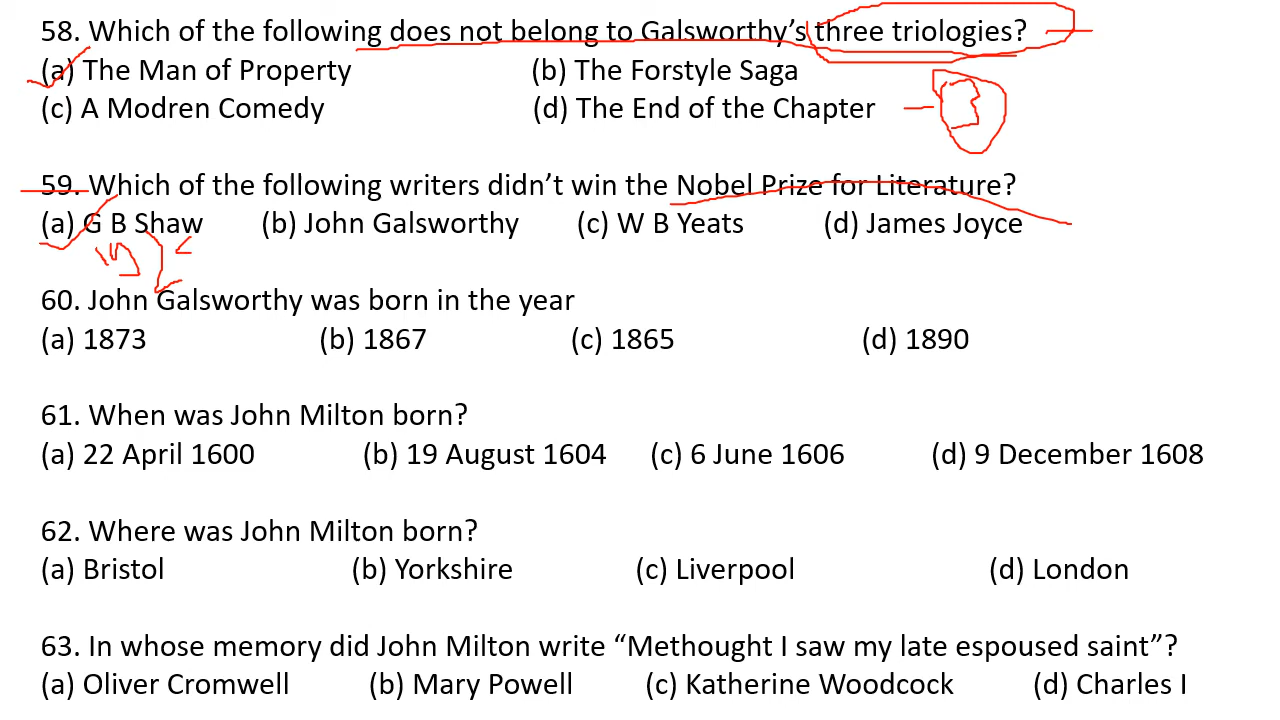 58. Which of the following does not belong to Galsworthy's three triologies?
(a) The Man of Property (b) The Forstyle Saga
(c) A Modren Comedy (d) The End of the Chapter
59. Which of the following writers didn't win the Nobel Prize for Literature?
(a) G B Shaw (b) John Galsworthy (c) W B Yeats (d) James Joyce
60. John Galsworthy was born in the year
(a) 1873 (b) 1867 (c) 1865 (d) 1890
61. When was John Milton born?
(a) 22 April 1600 (b) 19 August 1604 (c) 6 June 1606 (d) 9 December 1608
62. Where was John Milton born?
(a) Bristol (b) Yorkshire (c) Liverpool (d) London
63. In whose memory did John Milton write “Methought I saw my late espoused saint”?
(a) Oliver Cromwell (b) Mary Powell (c) Katherine Woodcock (d) Charles I